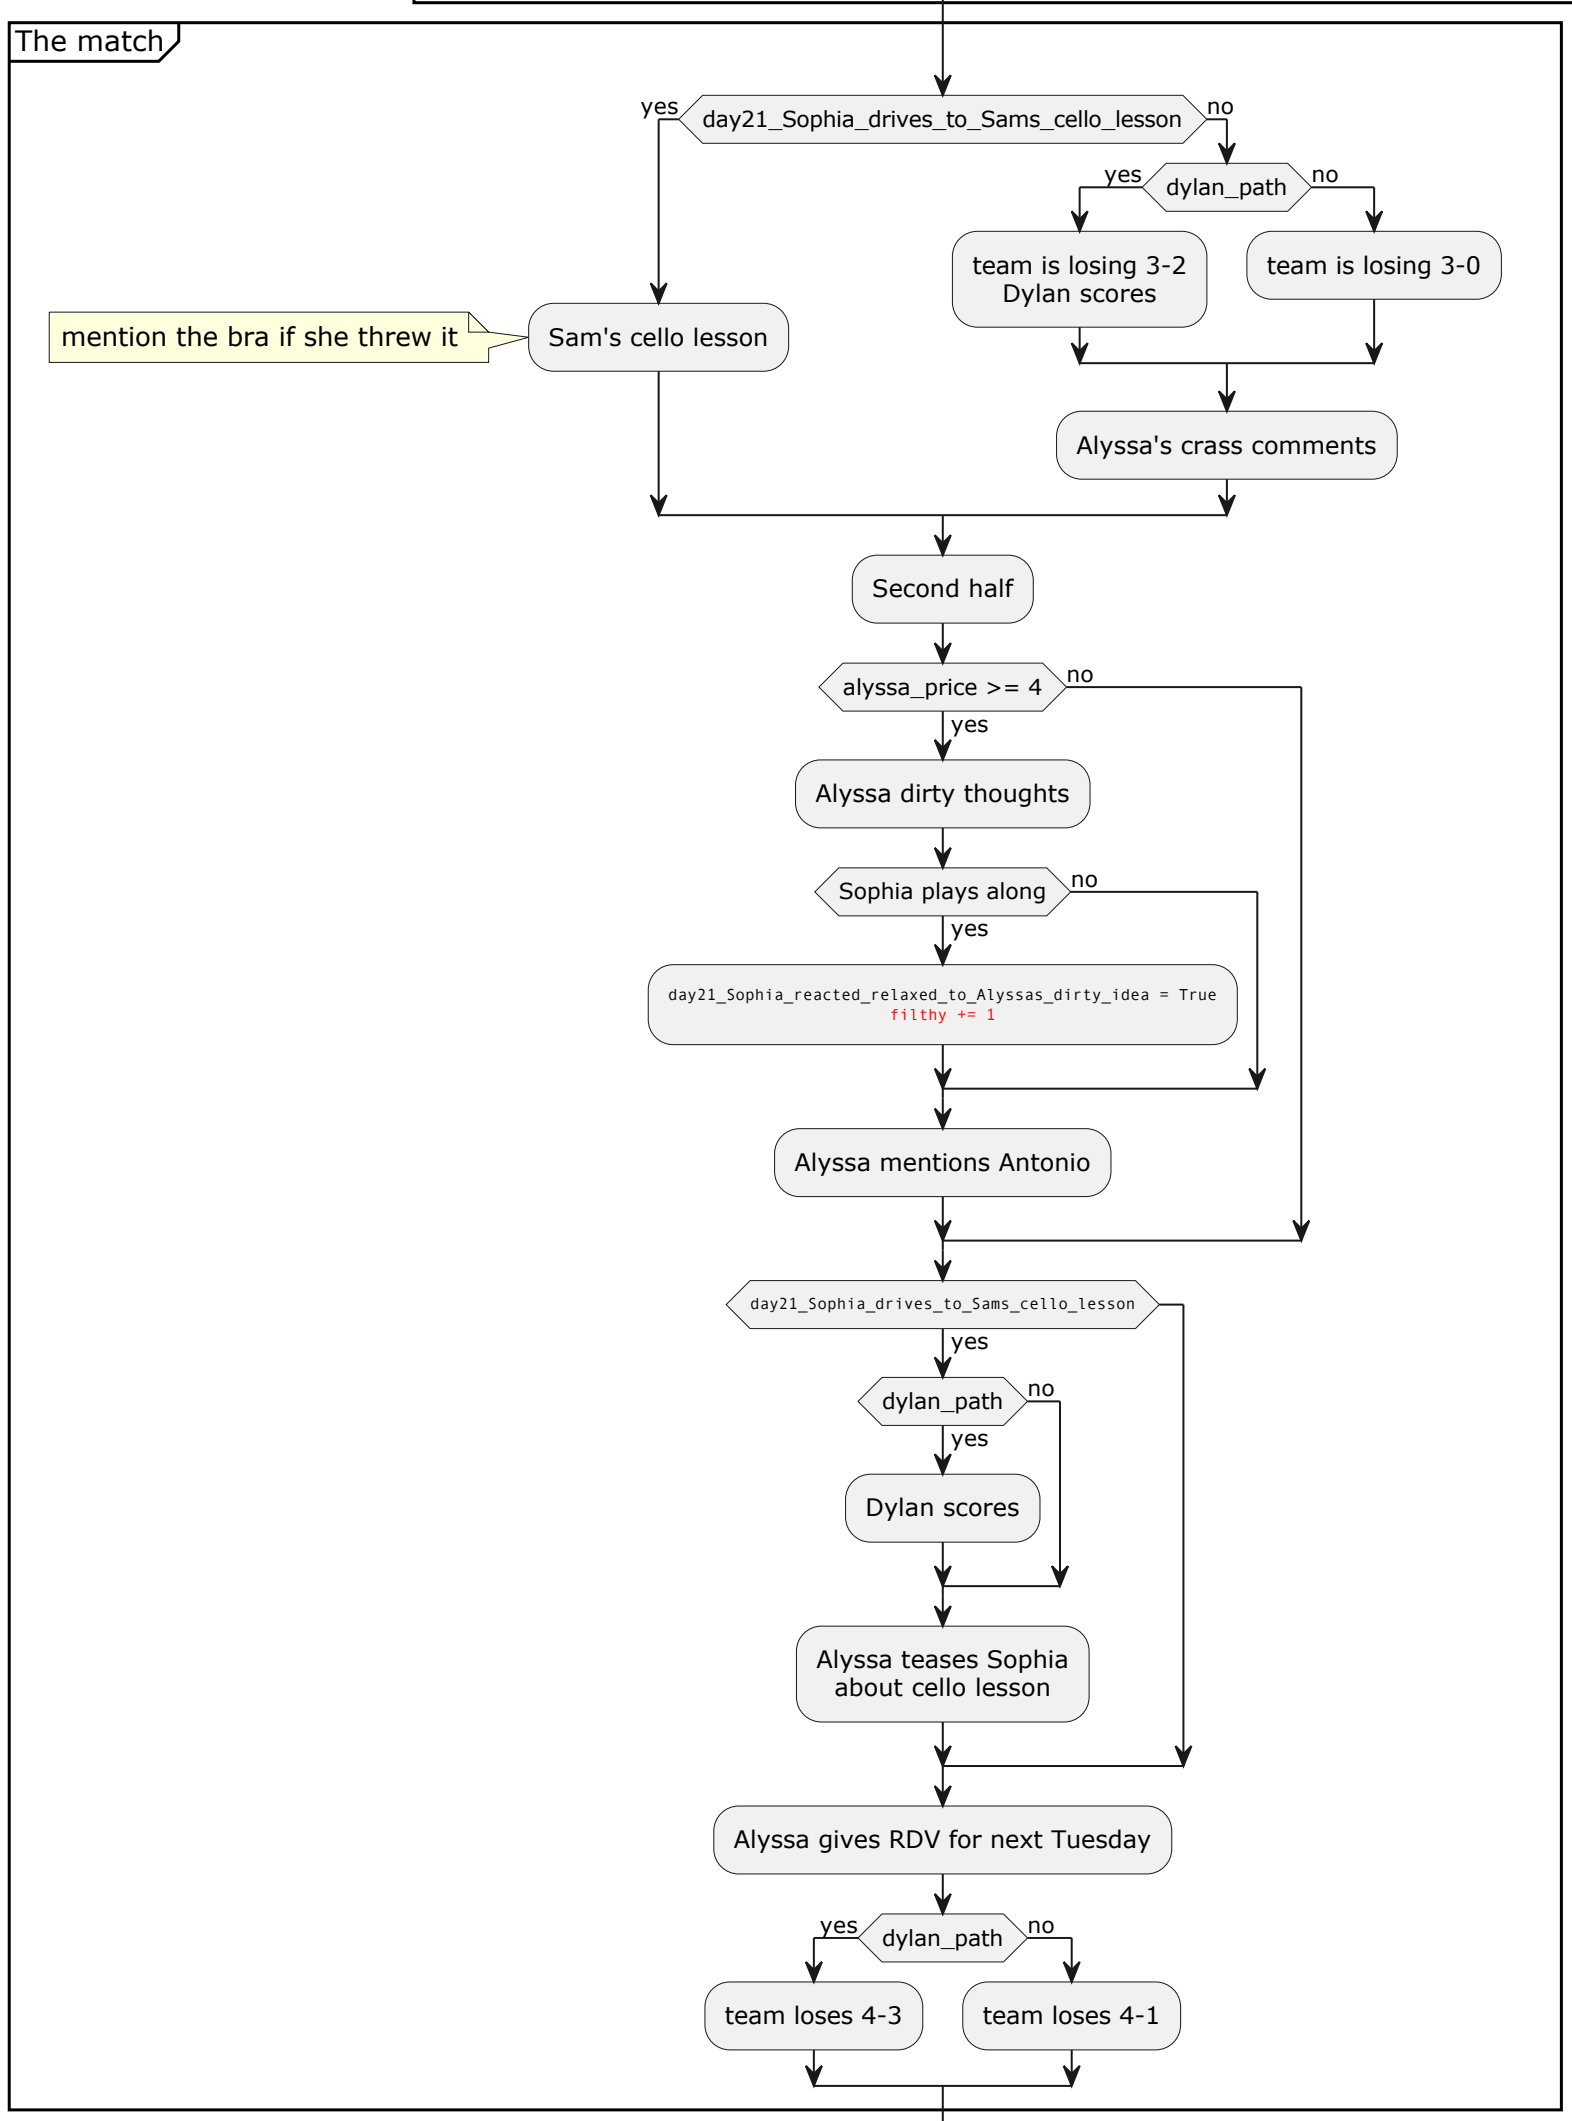 The match
yes
day21_Sophia_drives_to_Sams_cello_lesson
no
yes
dylan_path
no
team is losing 3-2
Dylan scores
team is losing 3-0
mention the bra if she threw it
Sam's cello lesson
Alyssa's crass comments
Second half
alyssa_price >= 4
no
yes
Alyssa dirty thoughts
Sophia plays along
no
yes
day21_Sophia_reacted_relaxed_to_Alyssas_dirty_idea = True
filthy += 1
Alyssa mentions Antonio
day21_Sophia_drives_to_Sams_cello_lesson
yes
dylan_path
no
yes
Dylan scores
Alyssa teases Sophia
about cello lesson
Alyssa gives RDV for next Tuesday
yes
dylan_path
no
team loses 4-3
team loses 4-1